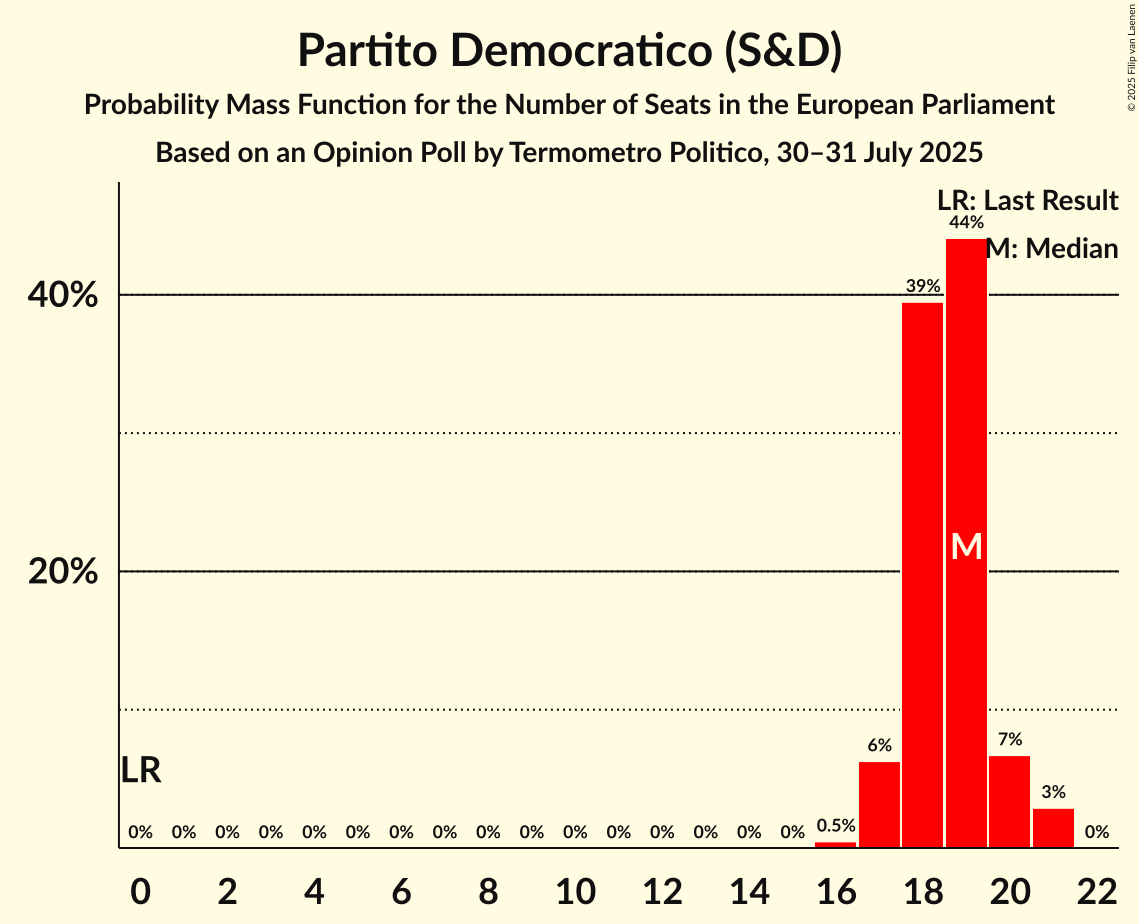 Partito Democratico (S&D)
Probability Mass Function for the Number of Seats in the European Parliament
Based on an Opinion Poll by Termometro Politico, 30–31 July 2025
© 2025 Filip van Laenen
LR: Last Result
M: Median
40%
20%
44%
39%
M
LR
0% 0% 0% 0% 0% 0% 0% 0% 0% 0% 0% 0% 0% 0% 0% 0% 0.5% 6% 7% 3% 0%
0 2 4 6 8 10 12 14 16 18 20 22